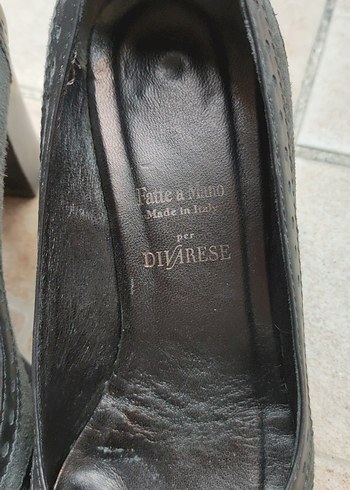 Fatte a Mano
Made in Italy
per
DIVARESE